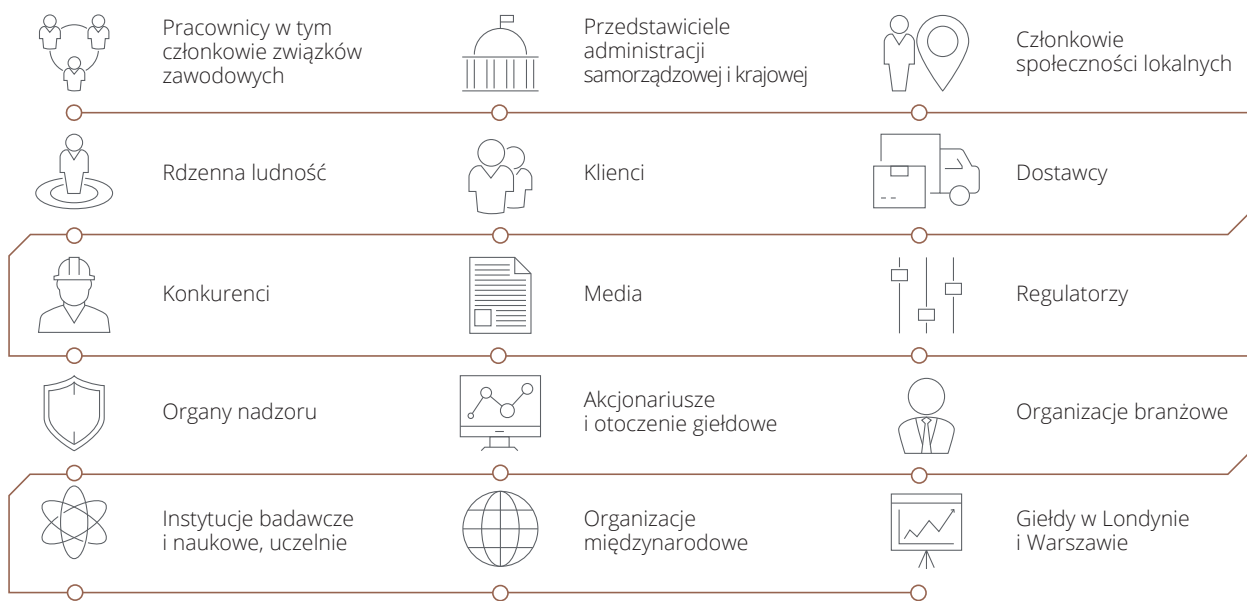 Pracownicy w tym
członkowie związków
zawodowych
Przedstawiciele
administracji
samorządzowej i krajowej
Członkowie
społeczności lokalnych
Rdzenna ludność
Klienci
Dostawcy
Konkurenci
Media
Regulatorzy
Organy nadzoru
Akcjonariusze
i otoczenie giełdowe
Organizacje branżowe
Instytucje badawcze
i naukowe, uczelnie
Organizacje
międzynarodowe
Giełdy w Londynie
i Warszawie